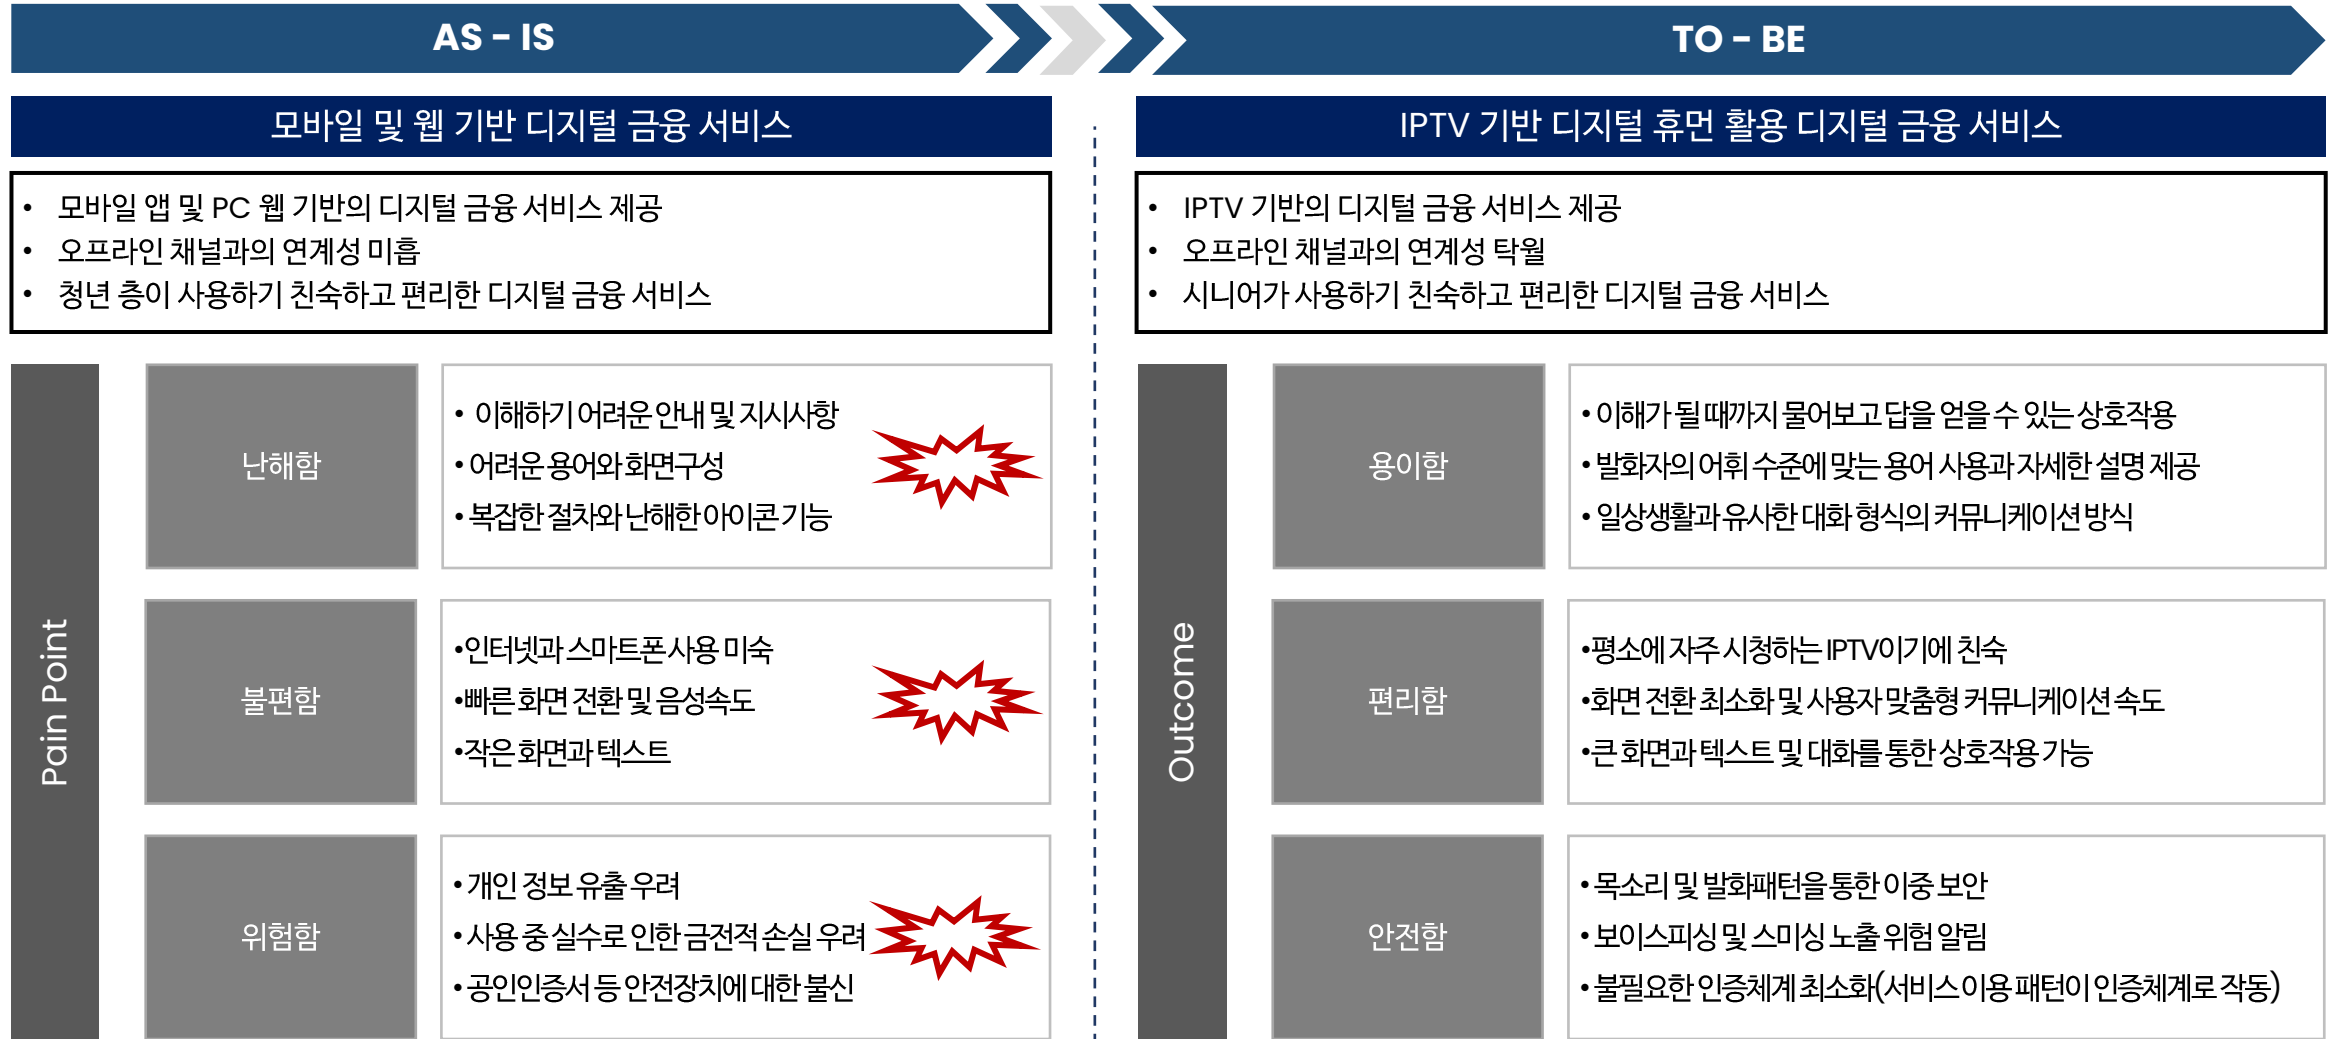 AS - IS
TO - BE
모바일 및 웹 기반 디지털 금융 서비스
• 모바일 앱 및 PC 웹 기반의 디지털 금융 서비스 제공
• 오프라인 채널과의 연계성 미흡
• 청년 층이 사용하기 친숙하고 편리한 디지털 금융 서비스
Pain Point
난해함
• 이해하기 어려운 안내 및 지시사항
• 어려운 용어와 화면구성
• 복잡한 절차와 난해한 아이콘 기능
불편함
•인터넷과 스마트폰 사용 미숙
•빠른 화면 전환 및 음성속도
•작은 화면과 텍스트
위험함
• 개인 정보 유출 우려
• 사용 중 실수로 인한 금전적 손실 우려
• 공인인증서 등 안전장치에 대한 불신
IPTV 기반 디지털 휴먼 활용 디지털 금융 서비스
• IPTV 기반의 디지털 금융 서비스 제공
• 오프라인 채널과의 연계성 탁월
• 시니어가 사용하기 친숙하고 편리한 디지털 금융 서비스
Outcome
용이함
• 이해가 될 때까지 물어보고 답을 얻을 수 있는 상호작용
• 발화자의 어휘 수준에 맞는 용어 사용과 자세한 설명 제공
• 일상생활과 유사한 대화 형식의 커뮤니케이션 방식
편리함
•평소에 자주 시청하는 IPTV이기에 친숙
•화면 전환 최소화 및 사용자 맞춤형 커뮤니케이션 속도
•큰 화면과 텍스트 및 대화를 통한 상호작용 가능
안전함
• 목소리 및 발화패턴을 통한 이중 보안
• 보이스피싱 및 스미싱 노출 위험 알림
• 불필요한 인증체계 최소화(서비스 이용 패턴이 인증체계로 작동)